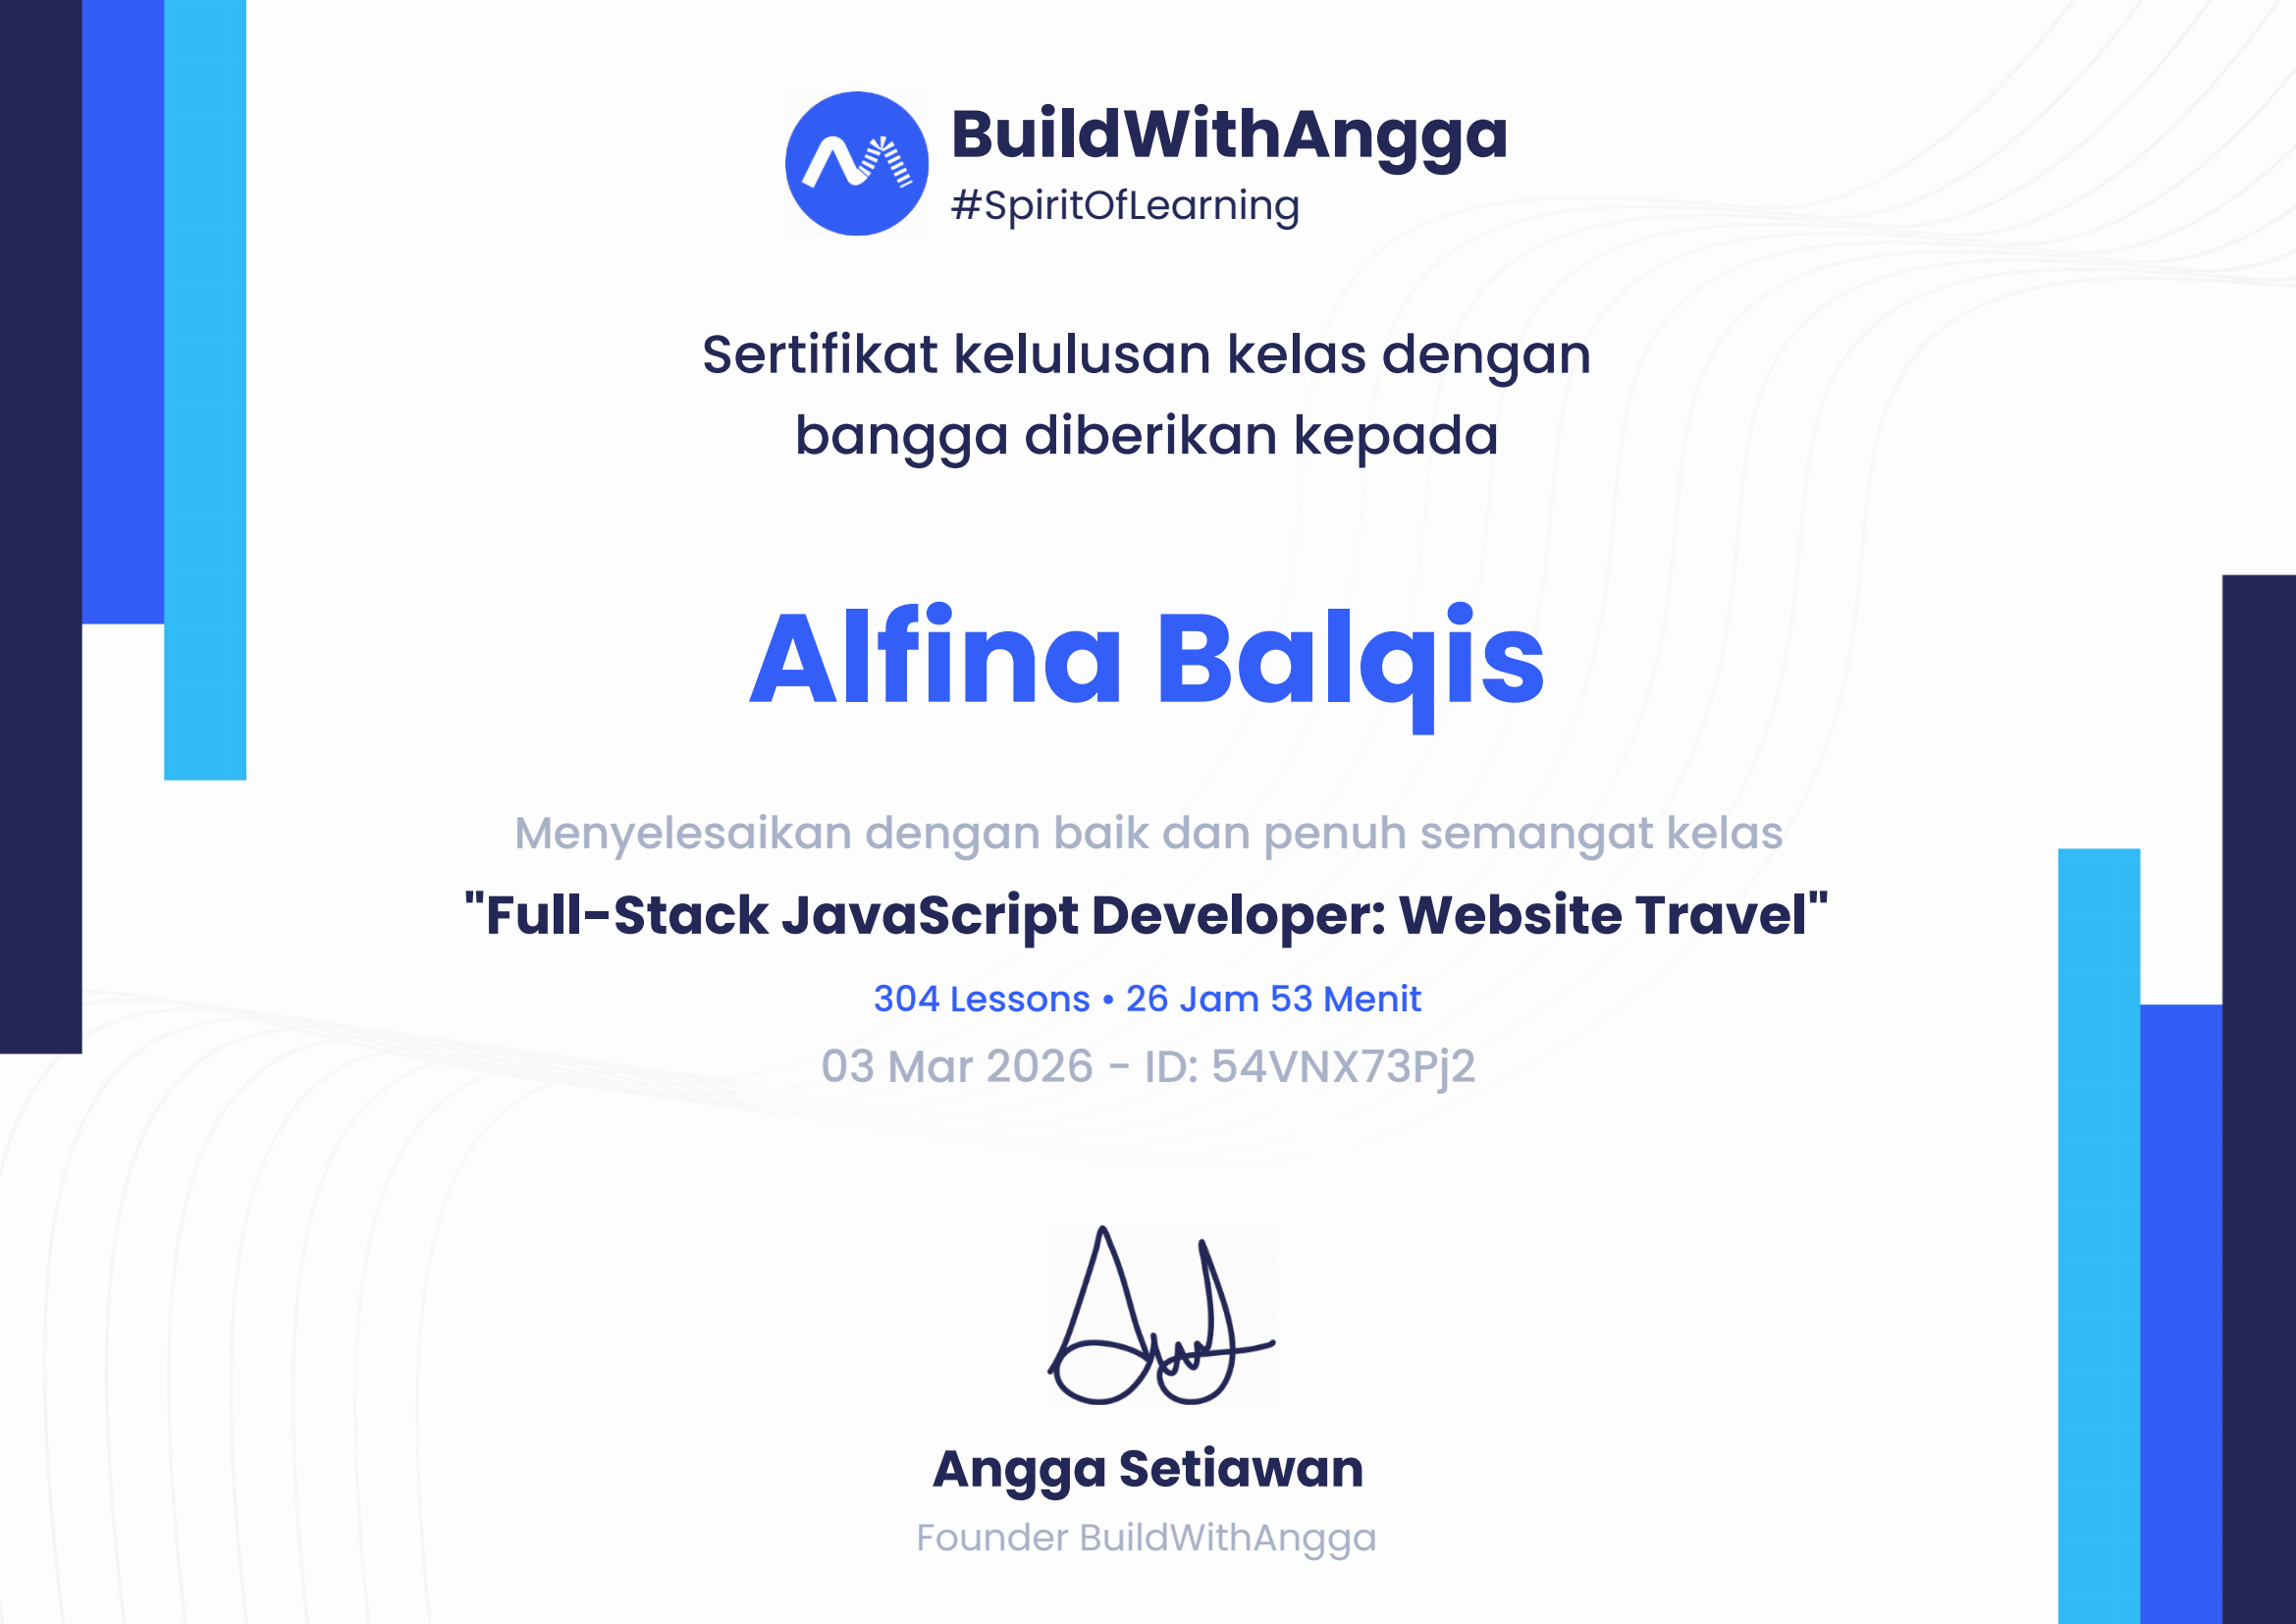 BuildWithAngga
#SpiritOfLearning
Sertifikat kelulusan kelas dengan
bangga diberikan kepada
Alfina Balqis
Menyelesaikan dengan baik dan penuh semangat kelas
"Full-Stack JavaScript Developer: Website Travel"
304 Lessons • 26 Jam 53 Menit
03 Mar 2026 - ID: 54VNX73Pj2
Angga Setiawan
Founder BuildWithAngga